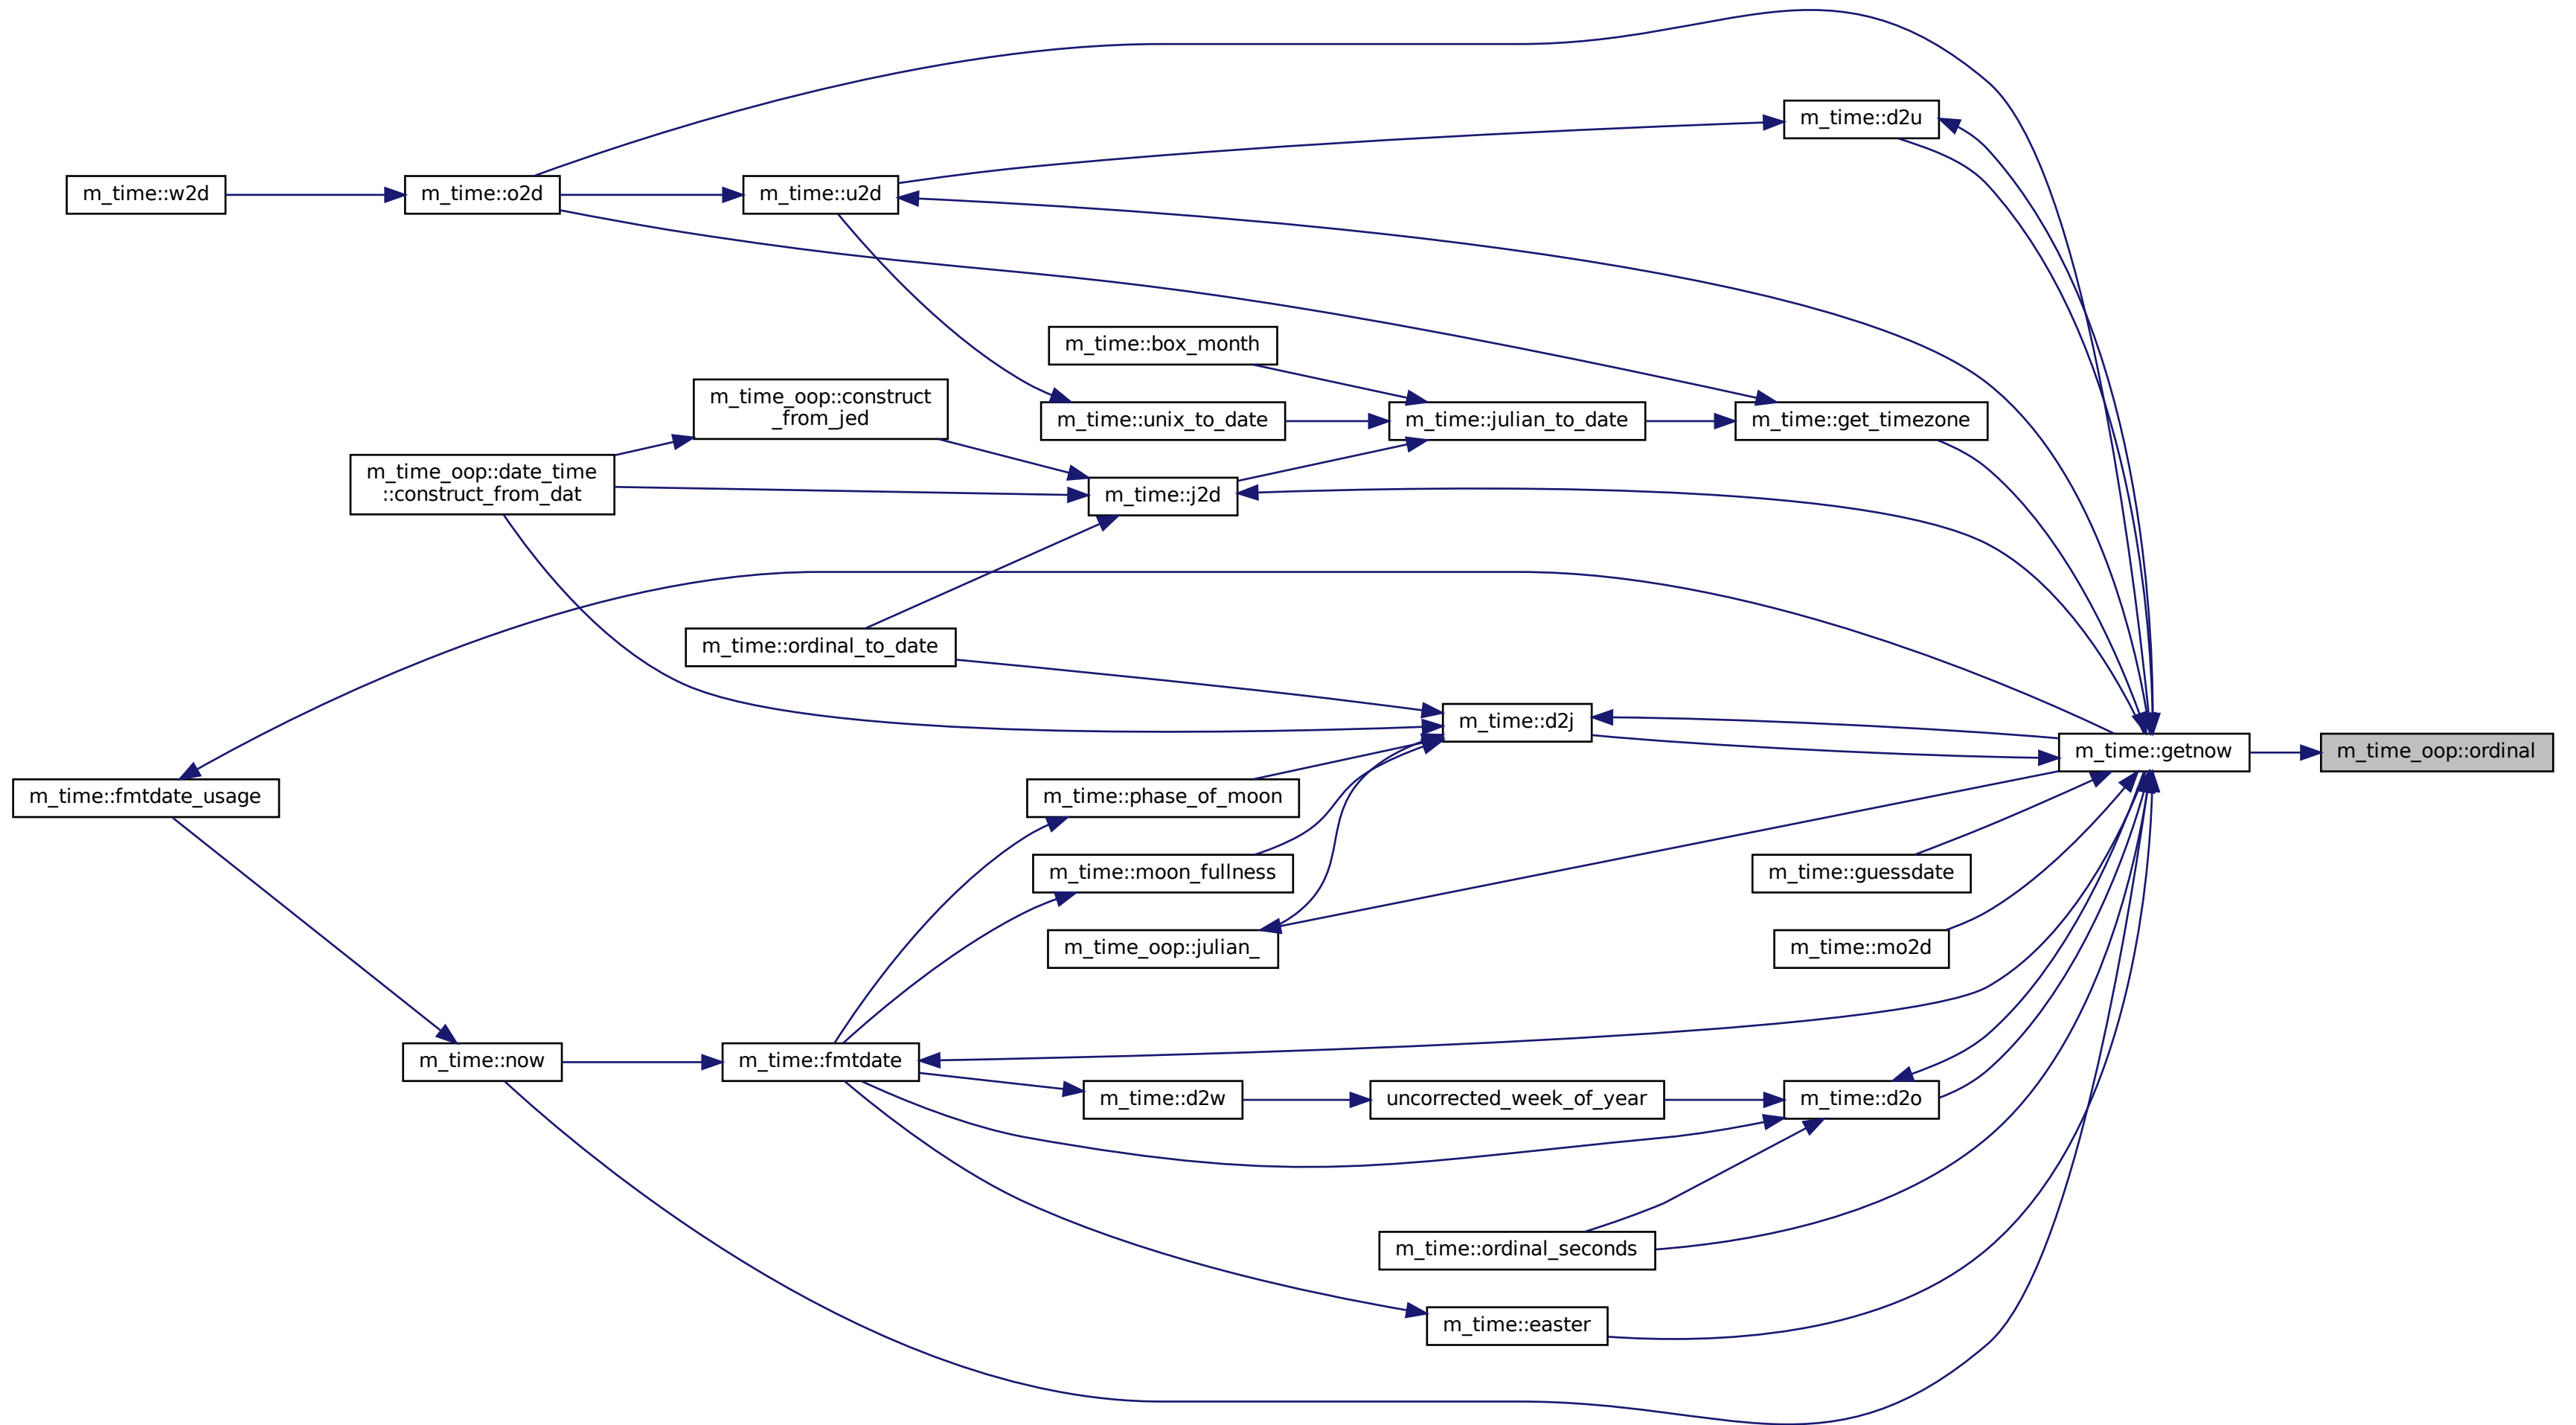 m_time::d2u
m_time::w2d
m_time::o2d
m_time::u2d
m_time::box_month
m_time_oop::construct
_from_jed
m_time::unix_to_date
m_time::julian_to_date
m_time::get_timezone
m_time_oop::date_time
::construct_from_dat
m_time::j2d
m_time::ordinal_to_date
m_time::d2j
m_time::getnow
m_time_oop::ordinal
m_time::fmtdate_usage
m_time::phase_of_moon
m_time::moon_fullness
m_time::guessdate
m_time_oop::julian_
m_time::mo2d
m_time::now
m_time::fmtdate
m_time::d2w
uncorrected_week_of_year
m_time::d2o
m_time::ordinal_seconds
m_time::easter